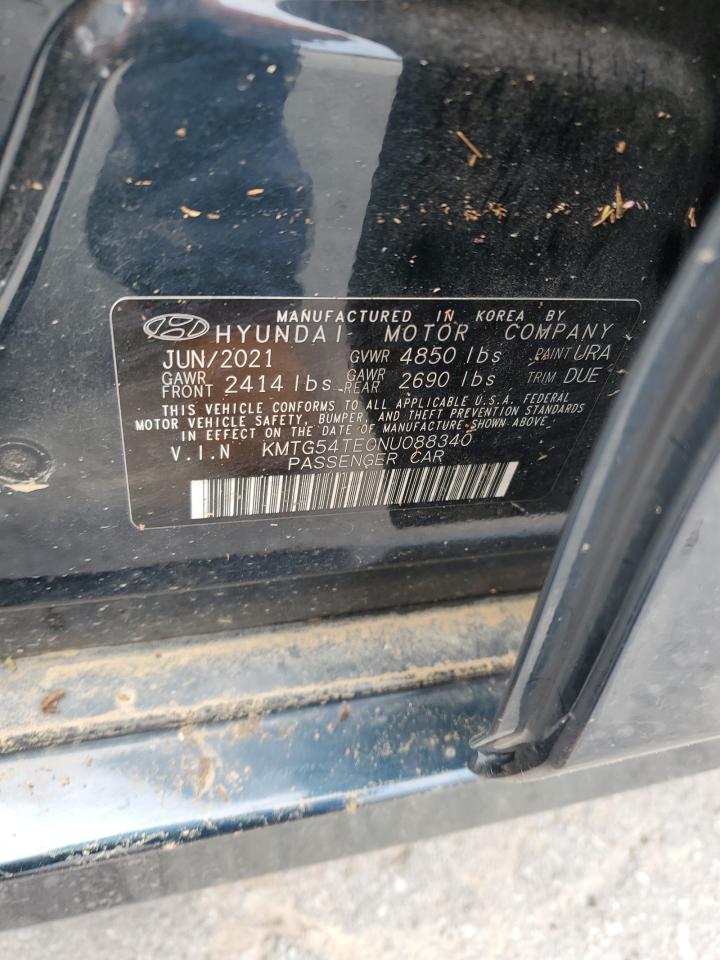 MANUFACTURED IN KOREA BY
HYUNDAI MOTOR COMPANY
JUN/2021 GVWR 4850 lbs PAINT URA
GAWR FRONT 2414 lbs GAWR REAR 2690 lbs TRIM DUE
THIS VEHICLE CONFORMS TO ALL APPLICABLE U.S.A. FEDERAL
MOTOR VEHICLE SAFETY, BUMPER, AND THEFT PREVENTION STANDARDS
IN EFFECT ON THE DATE OF MANUFACTURE SHOWN ABOVE.
V.I.N KMTG54TE0NU088340
PASSENGER CAR